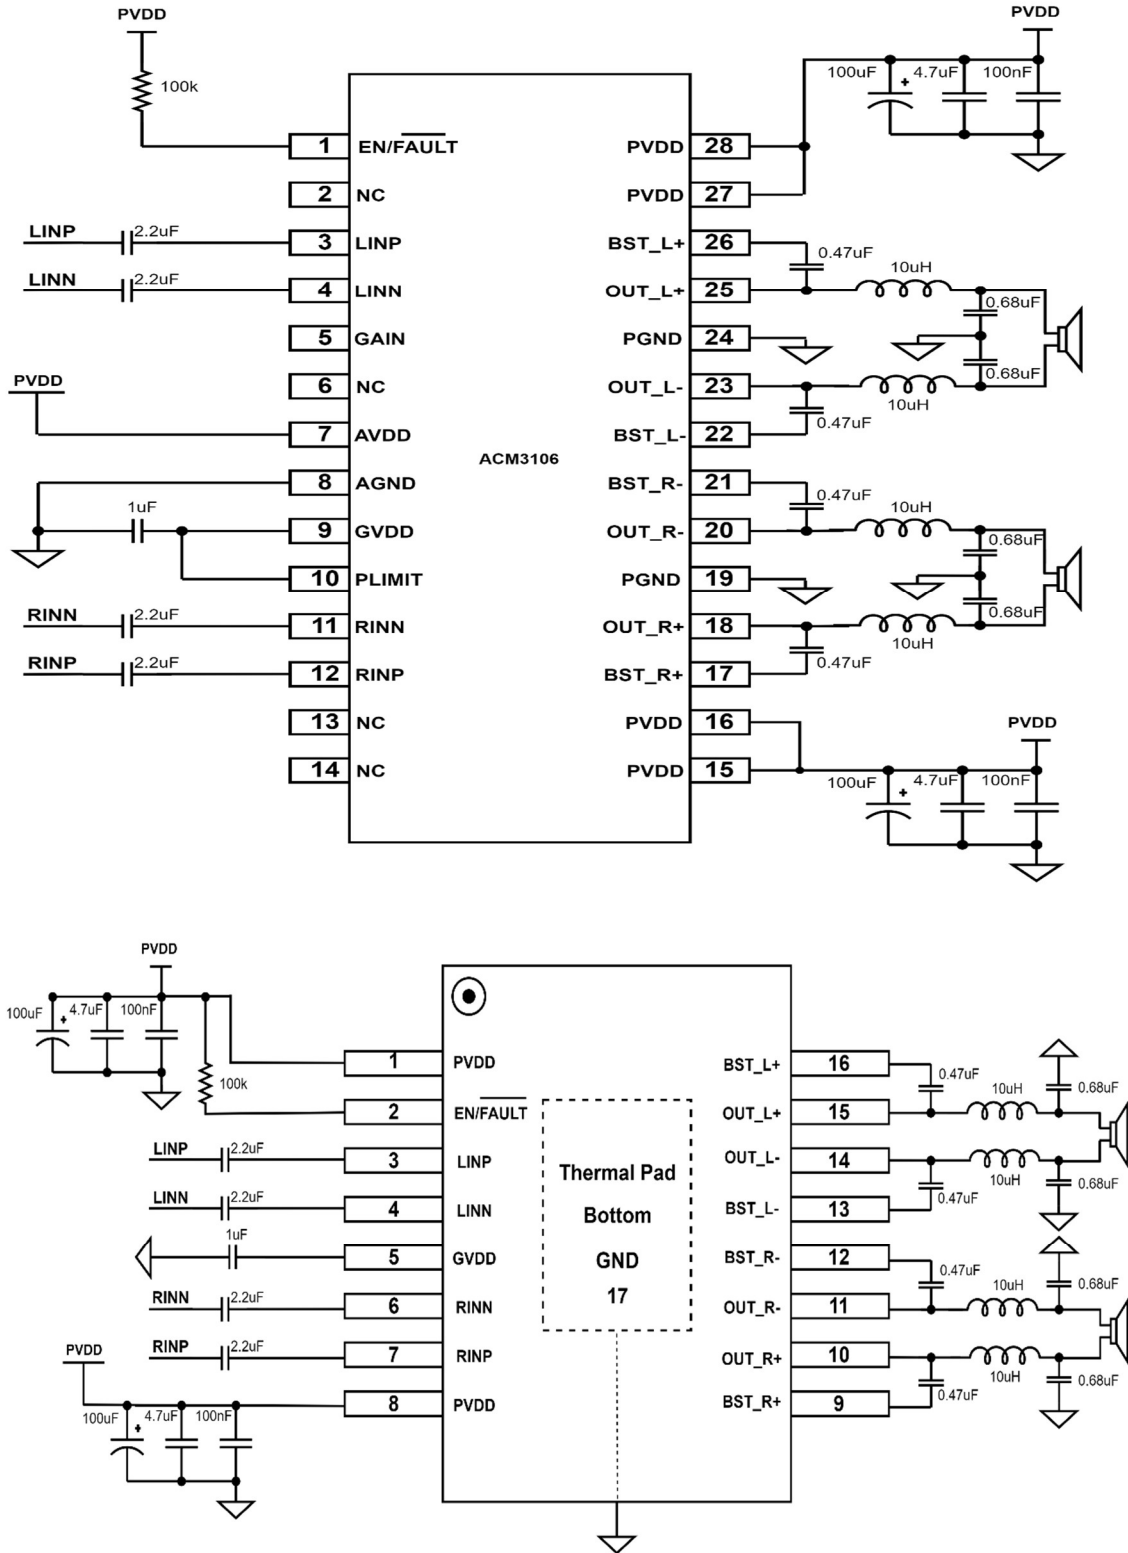 PVDD
PVDD
100k
100uF
+
4.7uF
100nF
1 EN/FAULT
PVDD 28
2 NC
PVDD 27
LINP
2.2uF
3 LINP
BST_L+ 26
0.47uF
10uH
LINN
2.2uF
4 LINN
OUT_L+ 25
0.68uF
5 GAIN
PGND 24
0.68uF
PVDD
6 NC
OUT_L- 23
10uH
0.47uF
7 AVDD
BST_L- 22
ACM3106
8 AGND
BST_R- 21
0.47uF
10uH
1uF
9 GVDD
OUT_R- 20
0.68uF
10 PLIMIT
PGND 19
0.68uF
RINN
2.2uF
11 RINN
OUT_R+ 18
10uH
0.47uF
RINP
2.2uF
12 RINP
BST_R+ 17
13 NC
PVDD 16
PVDD
14 NC
PVDD 15
100uF
+
4.7uF
100nF
PVDD
100uF
+
4.7uF
100nF
1 PVDD
100k
2 EN/FAULT
LINP
2.2uF
3 LINP
LINN
2.2uF
4 LINN
1uF
5 GVDD
RINN
2.2uF
6 RINN
RINP
2.2uF
7 RINP
PVDD
8 PVDD
100uF
+
4.7uF
100nF
Thermal Pad
Bottom
GND
17
BST_L+ 16
0.47uF
10uH
0.68uF
OUT_L+ 15
OUT_L- 14
10uH
0.68uF
0.47uF
BST_L- 13
BST_R- 12
0.47uF
10uH
0.68uF
OUT_R- 11
OUT_R+ 10
10uH
0.68uF
0.47uF
BST_R+ 9